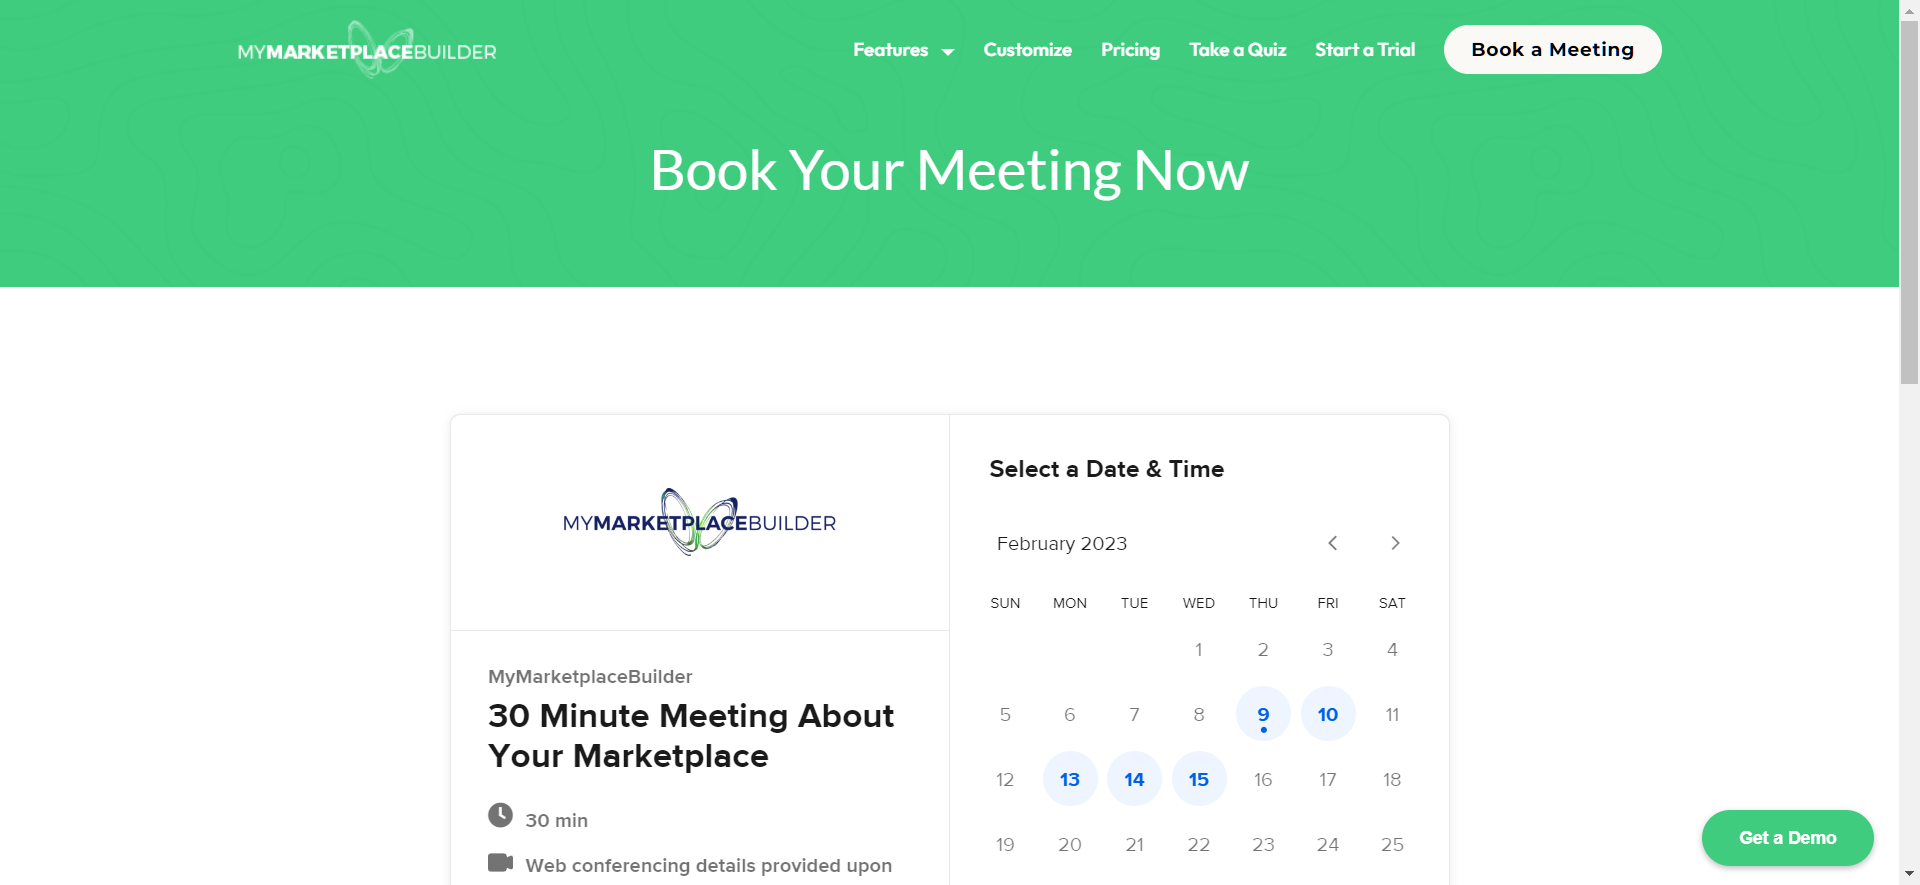 MYMARKETPLACEBUILDER
Features Customize Pricing Take a Quiz Start a Trial Book a Meeting
Book Your Meeting Now
MYMARKETPLACEBUILDER
MyMarketplaceBuilder
30 Minute Meeting About
Your Marketplace
30 min
Web conferencing details provided upon
Select a Date & Time
February 2023
SUN MON TUE WED THU FRI SAT
1 2 3 4
5 6 7 8 9 10 11
12 13 14 15 16 17 18
19 20 21 22 23 24 25
Get a Demo